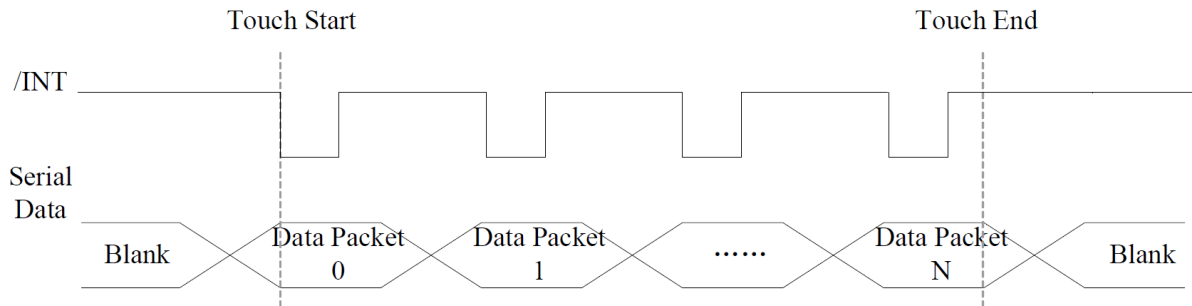 Touch Start
Touch End
/INT
Serial
Data
Blank
Data Packet
0
Data Packet
1
……
Data Packet
N
Blank